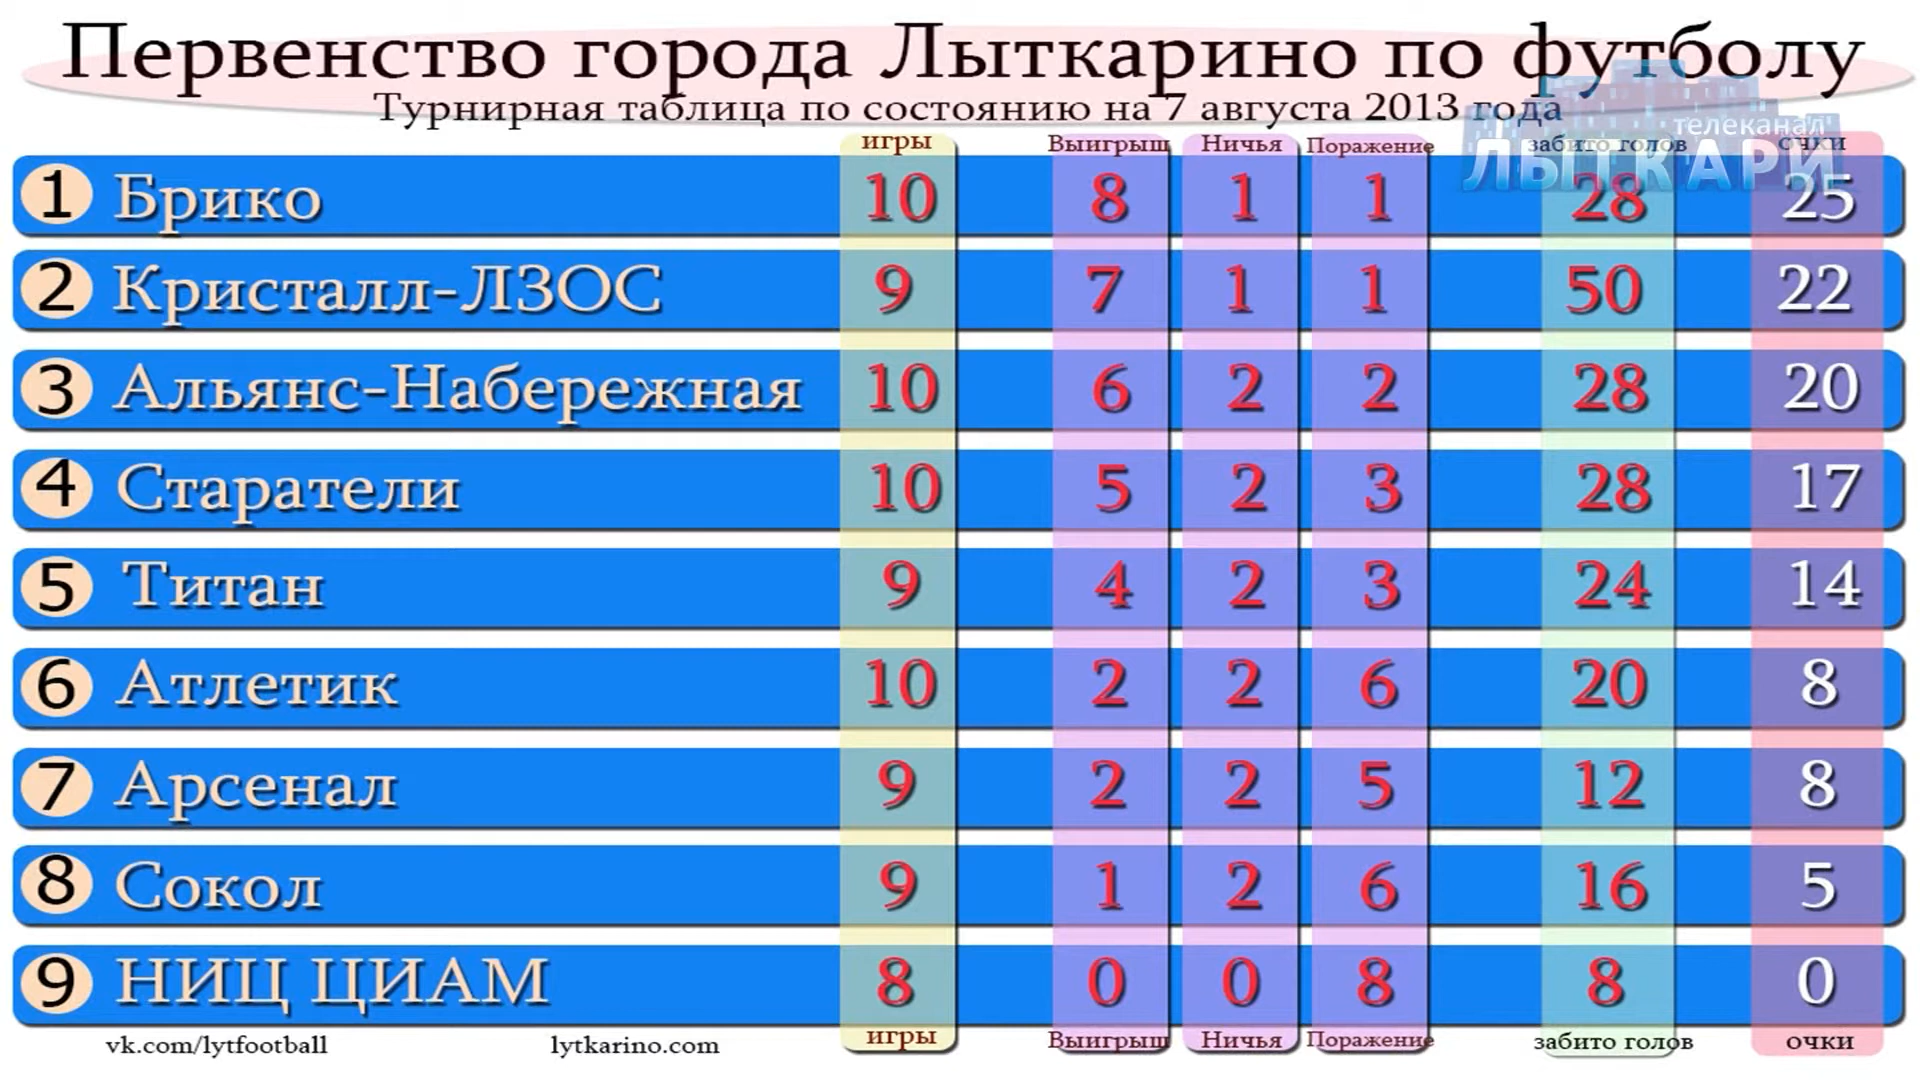 Первенство города Лыткарино по футболу
Турнирная таблица по состоянию на 7 августа 2013 года
телеканал
ЛЫТКАРИ
игры Выигрыш Ничья Поражение забито голов очки
1 Брико 10 8 1 1 28 25
2 Кристалл-ЛЗОС 9 7 1 1 50 22
3 Альянс-Набережная 10 6 2 2 28 20
4 Старатели 10 5 2 3 28 17
5 Титан 9 4 2 3 24 14
6 Атлетик 10 2 2 6 20 8
7 Арсенал 9 2 2 5 12 8
8 Сокол 9 1 2 6 16 5
9 НИЦ ЦИАМ 8 0 0 8 8 0
vk.com/lytfootball lytkarino.com игры Выигрыш Ничья Поражение забито голов очки